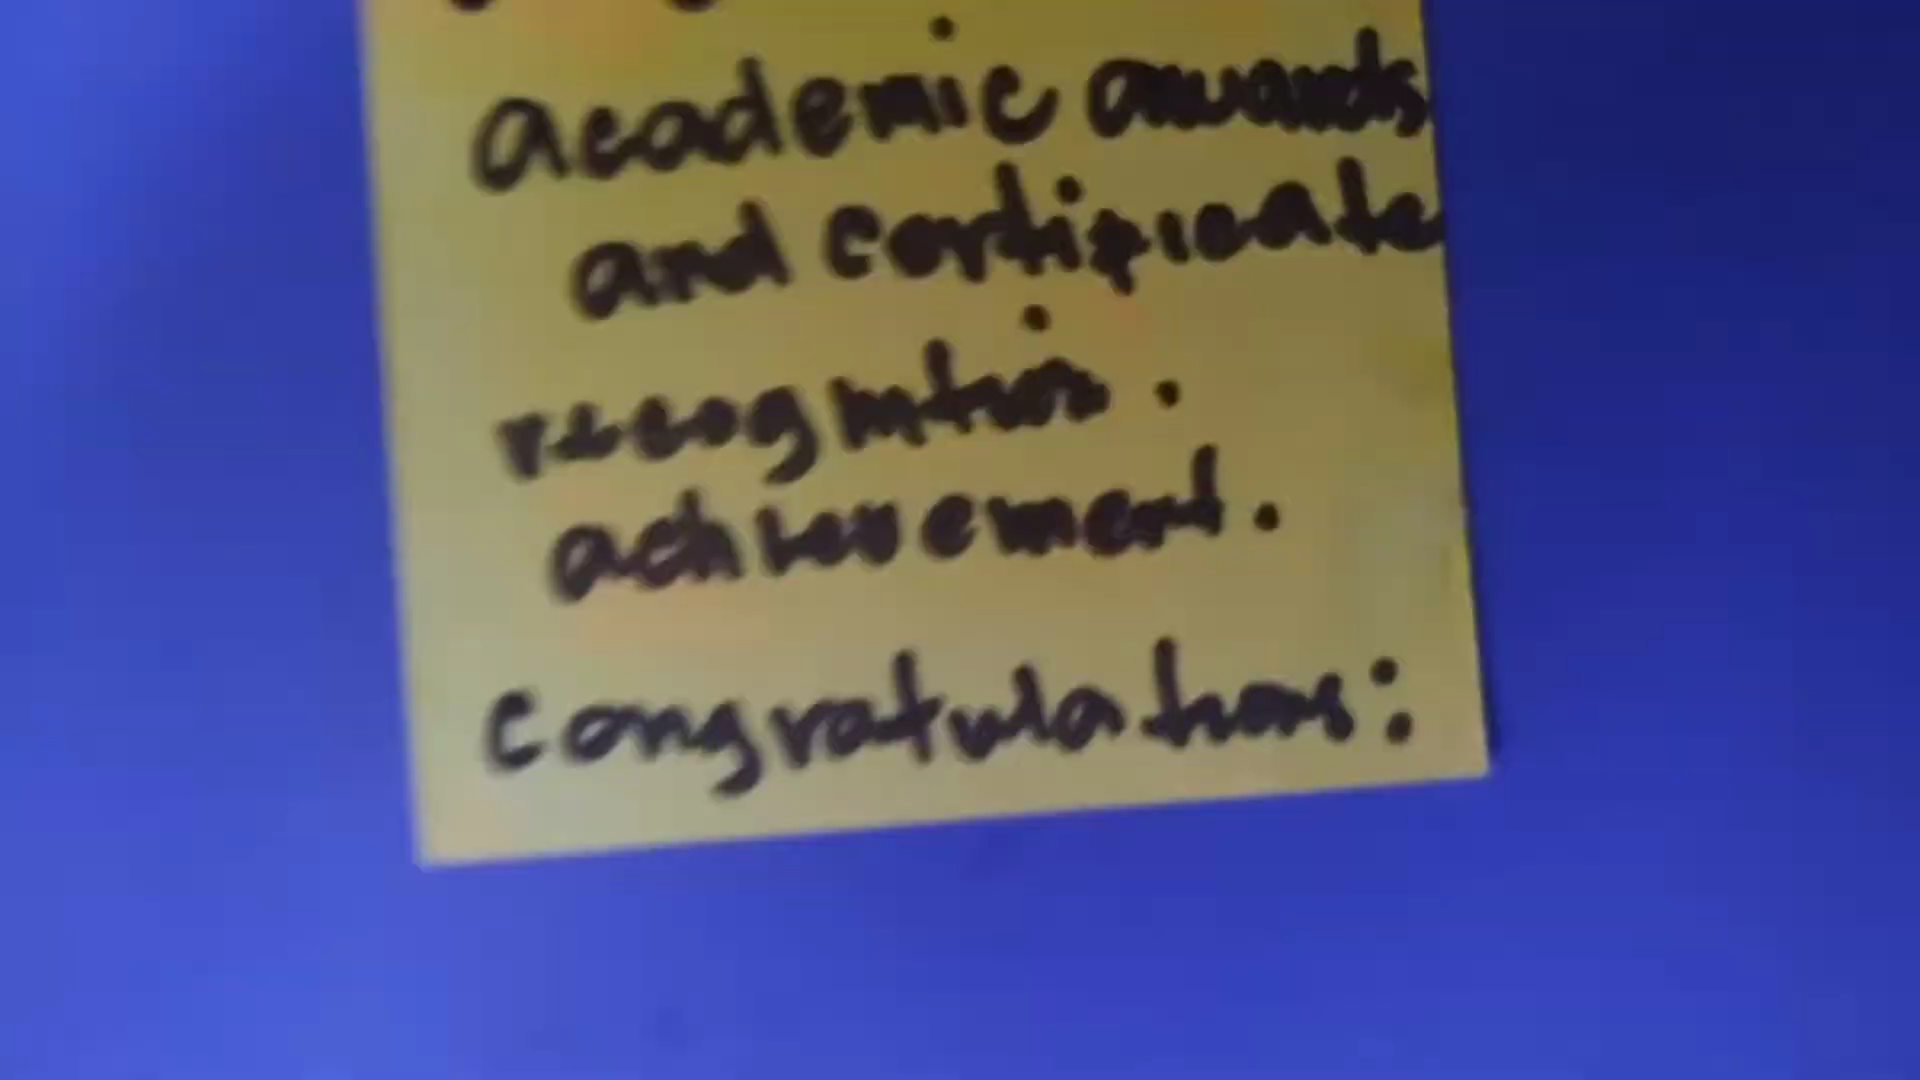 academic awards
and certificate
recognition.
achievement.
congratulations: